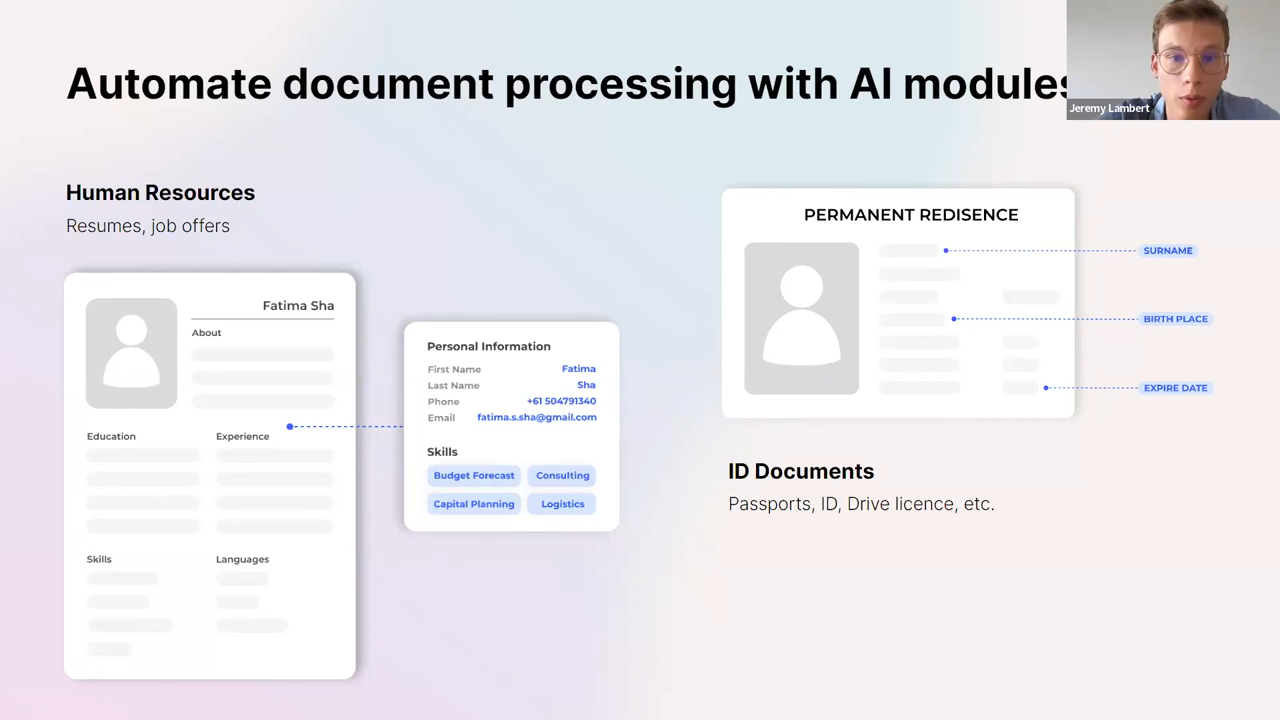 Automate document processing with AI modules
Jeremy Lambert
Human Resources
Resumes, job offers
Fatima Sha
About
Education
Experience
Skills
Languages
Personal Information
First Name Fatima
Last Name Sha
Phone +61 504791340
Email fatima.s.sha@gmail.com
Skills
Budget Forecast Consulting
Capital Planning Logistics
PERMANENT REDISENCE
SURNAME
BIRTH PLACE
EXPIRE DATE
ID Documents
Passports, ID, Drive licence, etc.